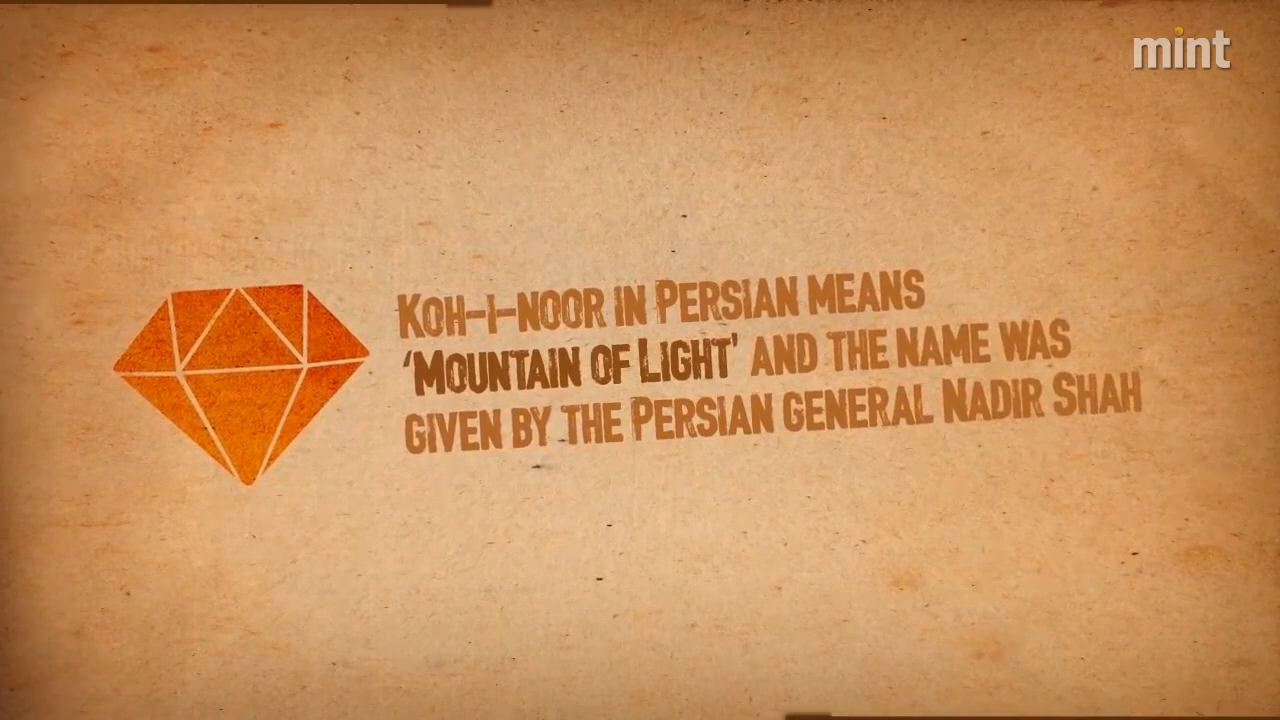 mint
Koh-i-noor in Persian means
‘Mountain of Light’ and the name was
given by the Persian general Nadir Shah